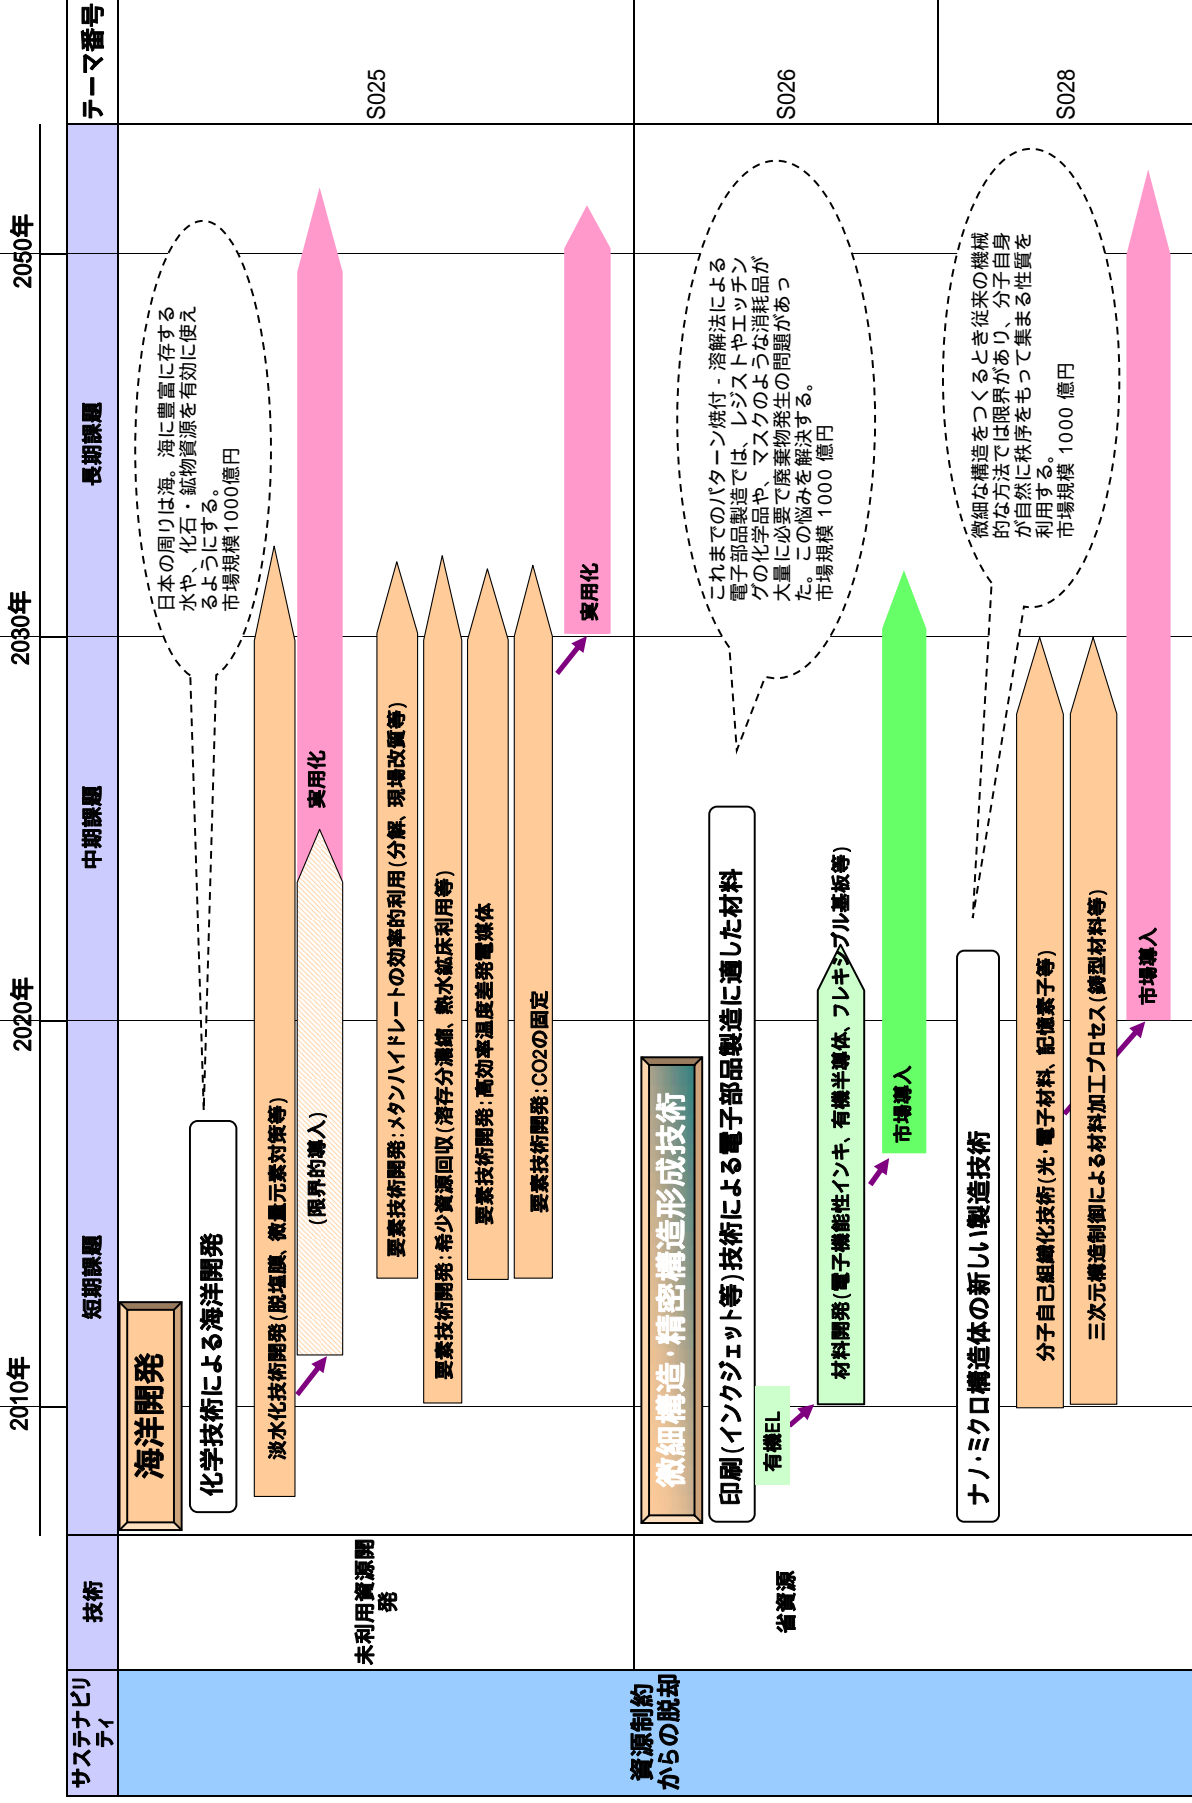 2010年
2020年
2030年
2050年
サステナビリ
ティ
技術
短期課題
中期課題
長期課題
テーマ番号
資源制約
からの脱却
未利用資源開
発
海洋開発
化学技術による海洋開発
日本の周りは海。海に豊富に存する
水や、化石・鉱物資源を有効に使え
るようにする。
市場規模1000億円
淡水化技術開発(脱塩膜、微量元素対策等)
(限界的導入)
実用化
要素技術開発:メタンハイドレートの効率的利用(分解、現場改質等)
要素技術開発:希少資源回収(溶存分濃縮、熱水鉱床利用等)
要素技術開発:高効率温度差発電媒体
要素技術開発:CO2の固定
実用化
S025
省資源
微細構造・精密構造形成技術
印刷(インクジェット等)技術による電子部品製造に適した材料
これまでのパターン焼付‐溶解法による
電子部品製造では、レジストやエッチン
グの化学品や、マスクのような消耗品が
大量に必要で廃棄物発生の問題があっ
た。この悩みを解決する。
市場規模 1000 億円
有機EL
材料開発(電子機能性インキ、有機半導体、フレキシブル基板等)
市場導入
S026
ナノ・ミクロ構造体の新しい製造技術
微細な構造をつくるとき従来の機械
的な方法では限界があり、分子自身
が自然に秩序をもって集まる性質を
利用する。
市場規模 1000 億円
分子自己組織化技術(光・電子材料、記憶素子等)
三次元構造制御による材料加工プロセス(鋳型材料等)
市場導入
S028